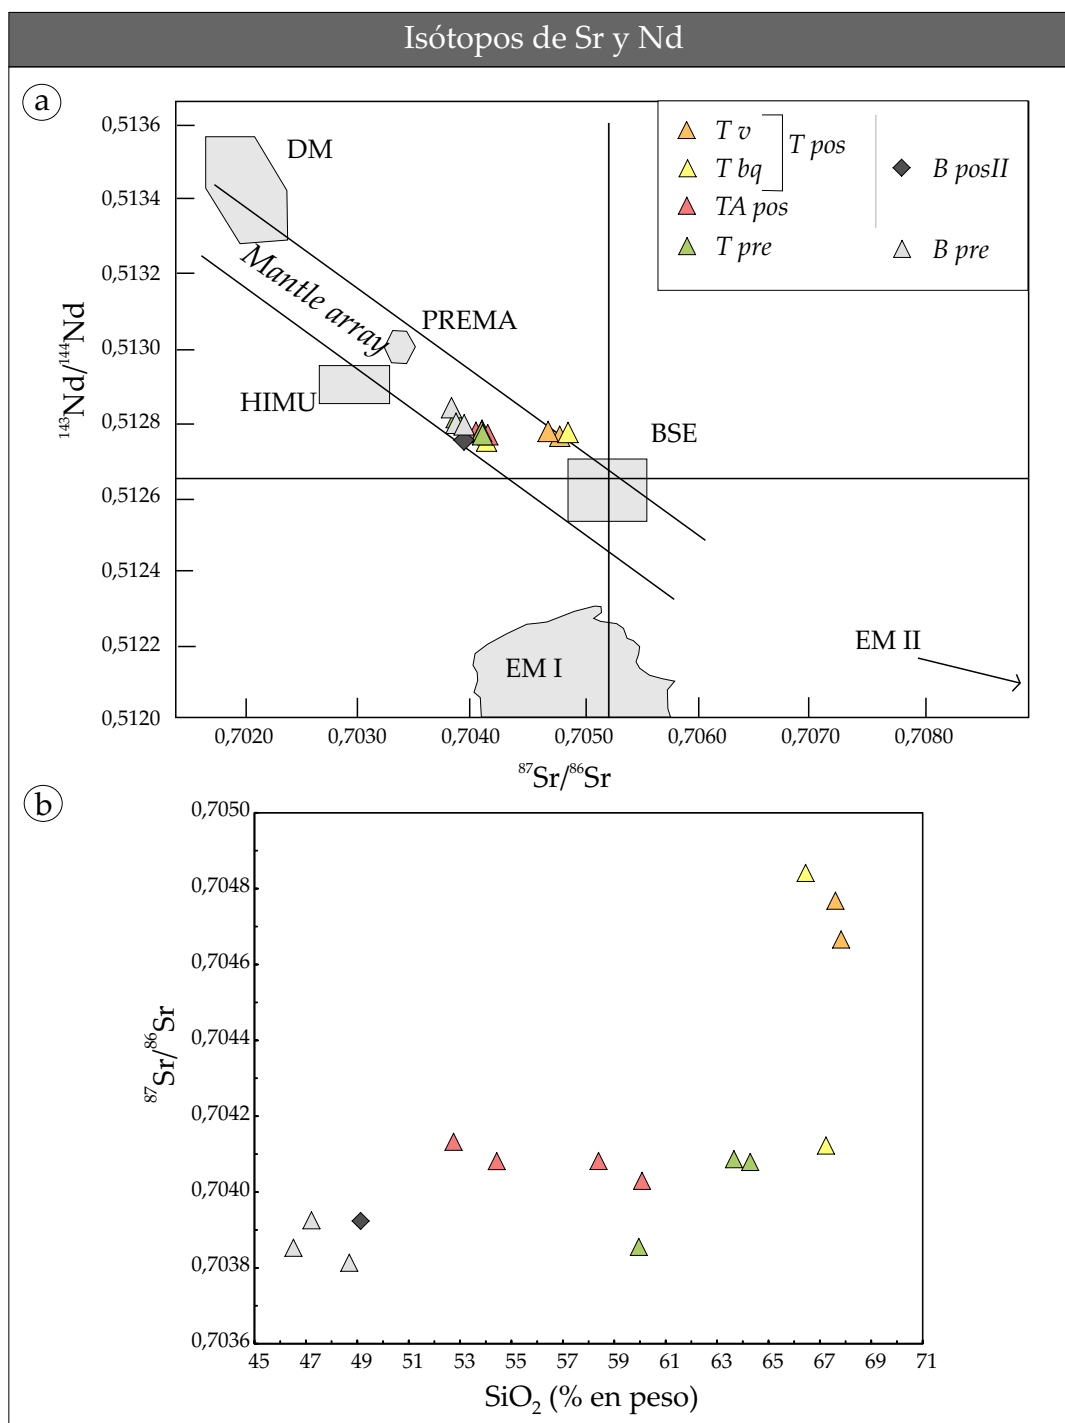 Isótopos de Sr y Nd
a
0,5136
0,5134
0,5132
0,5130
0,5128
0,5126
0,5124
0,5122
0,5120
¹⁴³Nd/¹⁴⁴Nd
DM
Mantle array
PREMA
HIMU
BSE
EM I
EM II
T v
T bq
T pos
TA pos
T pre
B posII
B pre
0,7020 0,7030 0,7040 0,7050 0,7060 0,7070 0,7080
⁸⁷Sr/⁸⁶Sr
b
0,7050
0,7048
0,7046
0,7044
0,7042
0,7040
0,7038
0,7036
⁸⁷Sr/⁸⁶Sr
45 47 49 51 53 55 57 59 61 63 65 67 69 71
SiO₂ (% en peso)